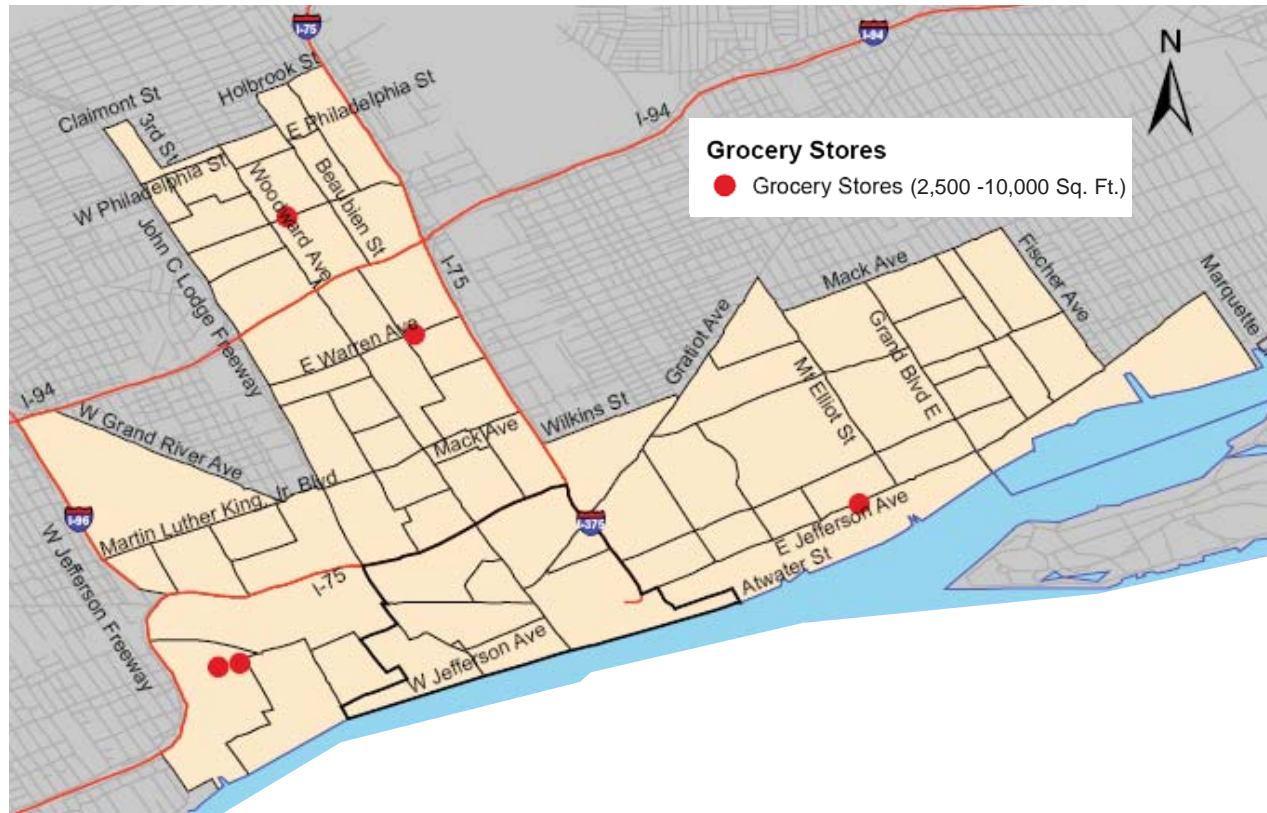 I-75
I-94
N
Holbrook St
Claimont St
3rd St
E Philadelphia St
I-94
Grocery Stores
Grocery Stores (2,500 -10,000 Sq. Ft.)
W Philadelphia St
Woodward Ave
Beaubien St
John C Lodge Freeway
I-75
Mack Ave
Fischer Ave
Marquette
Gratiot Ave
Grand Blvd E
E Warren Ave
Mt Elliot St
I-94
W Grand River Ave
Wilkins St
Mack Ave
Martin Luther King, Jr. Blvd
I-96
I-375
E Jefferson Ave
W Jefferson Freeway
I-75
Atwater St
W Jefferson Ave